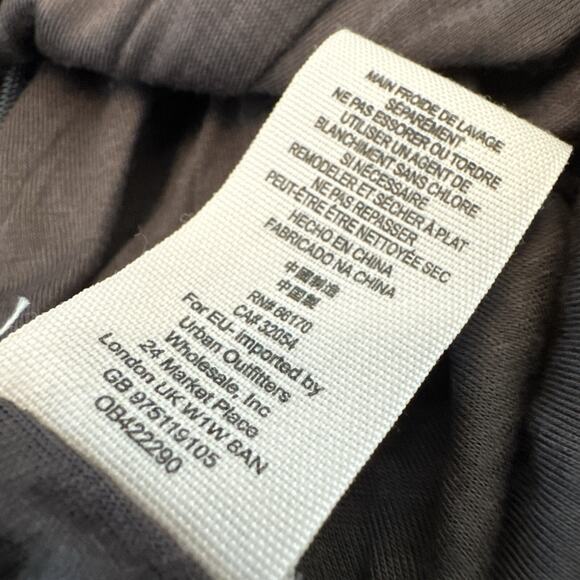 MAIN FROIDE DE LAVAGE
SÉPARÉMENT
NE PAS ESSORER OU TORDRE
UTILISER UN AGENT DE
BLANCHIMENT SANS CHLORE
SI NECESSAIRE
REMODELER ET SÉCHER À PLAT
NE PAS REPASSER
PEUT-ÊTRE ETRE NETTOYÉE SEC
HECHO EN CHINA
FABRICADO NA CHINA
中國製造
中国製
RN# 66170
CA# 32054
For EU- imported by
Urban Outfitters
Wholesale, Inc
24 Market Place
London UK W1W 8AN
GB 975119105
OB422290